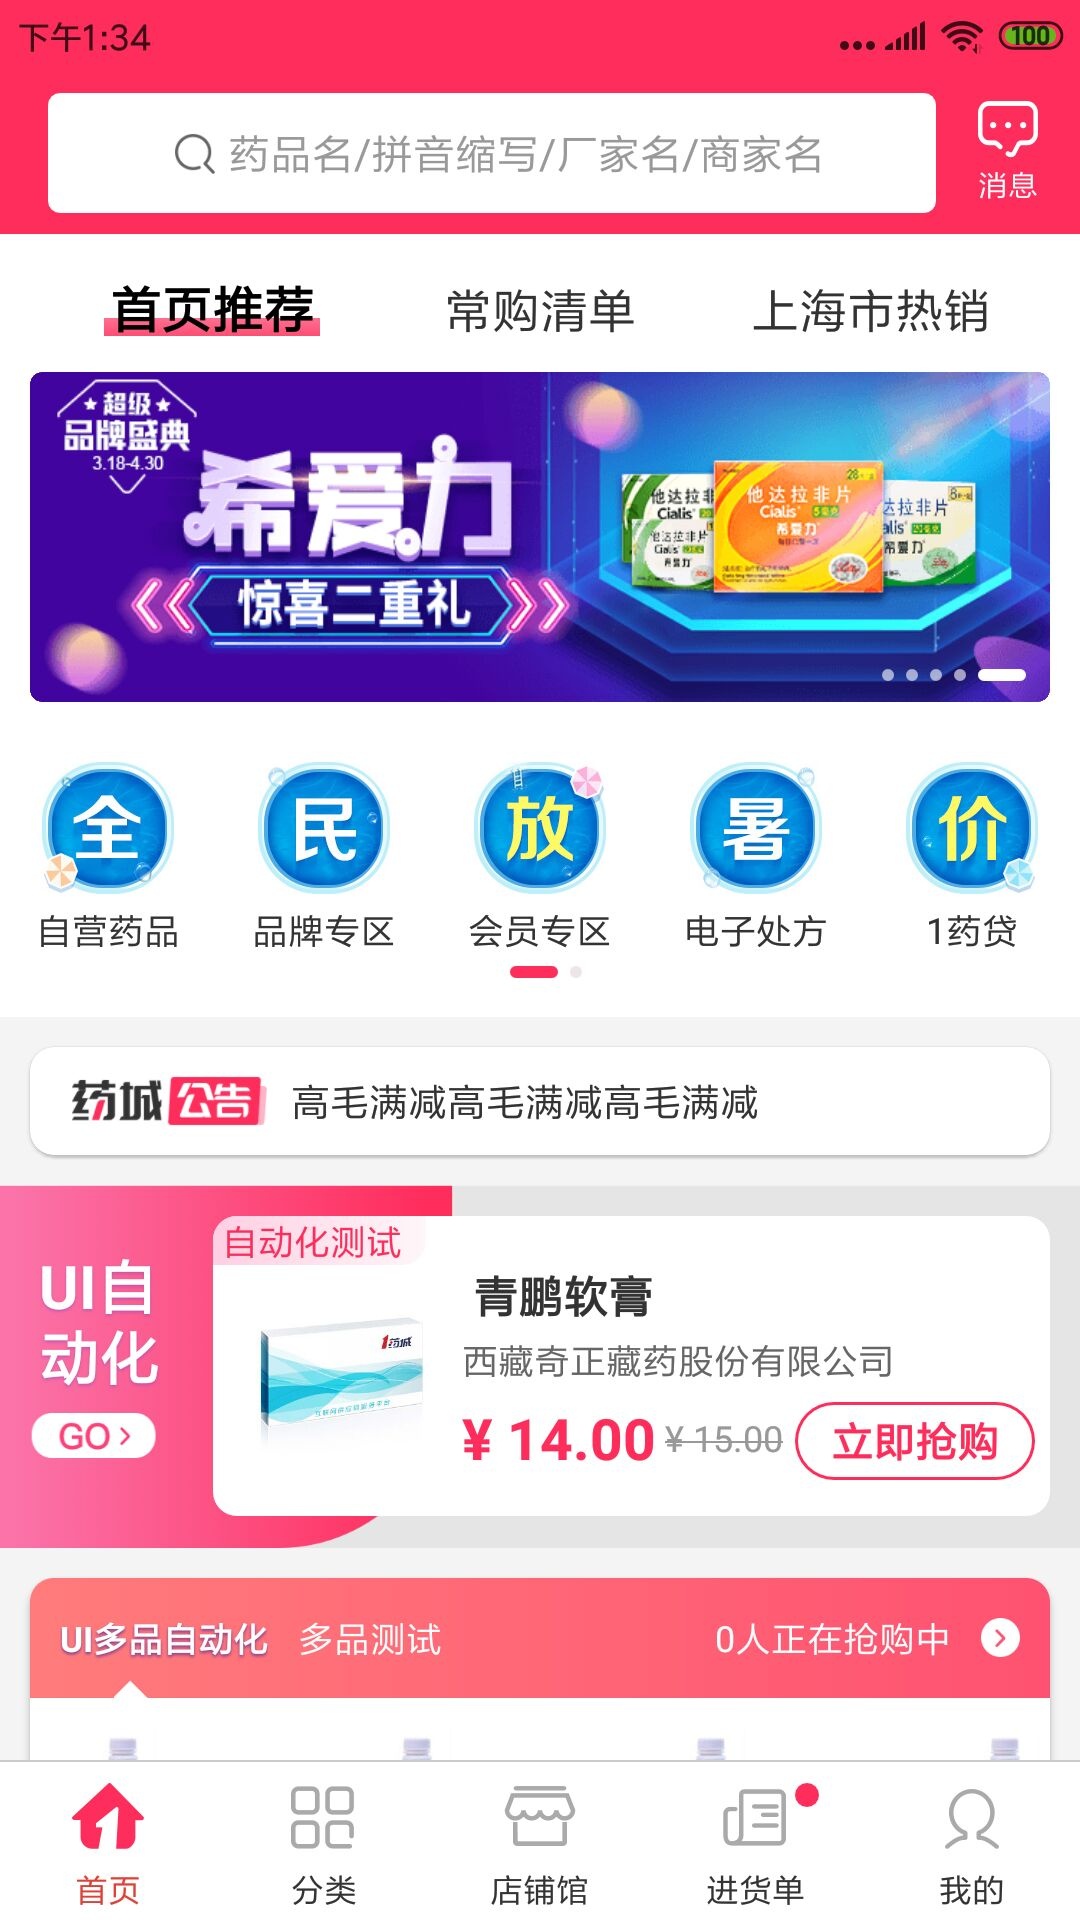 下午1:34
100
药品名/拼音缩写/厂家名/商家名
消息
首页推荐 常购清单 上海市热销
超级
品牌盛典
3.18-4.30
希爱力
惊喜二重礼
他达拉非片
Cialis
5毫克
希爱力
28
全 民 放 暑 价
自营药品 品牌专区 会员专区 电子处方 1药贷
药城 公告 高毛满减高毛满减高毛满减
UI自
动化
GO
自动化测试
1药城
青鹏软膏
西藏奇正藏药股份有限公司
¥ 14.00 ¥ 15.00 立即抢购
UI多品自动化 多品测试 0人正在抢购中
首页 分类 店铺馆 进货单 我的